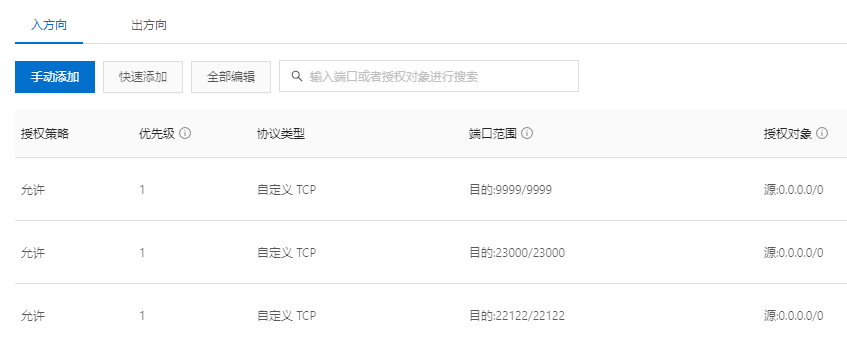 入方向 出方向
手动添加 快速添加 全部编辑 输入端口或者授权对象进行搜索
授权策略 优先级 协议类型 端口范围 授权对象
允许 1 自定义 TCP 目的:9999/9999 源:0.0.0.0/0
允许 1 自定义 TCP 目的:23000/23000 源:0.0.0.0/0
允许 1 自定义 TCP 目的:22122/22122 源:0.0.0.0/0